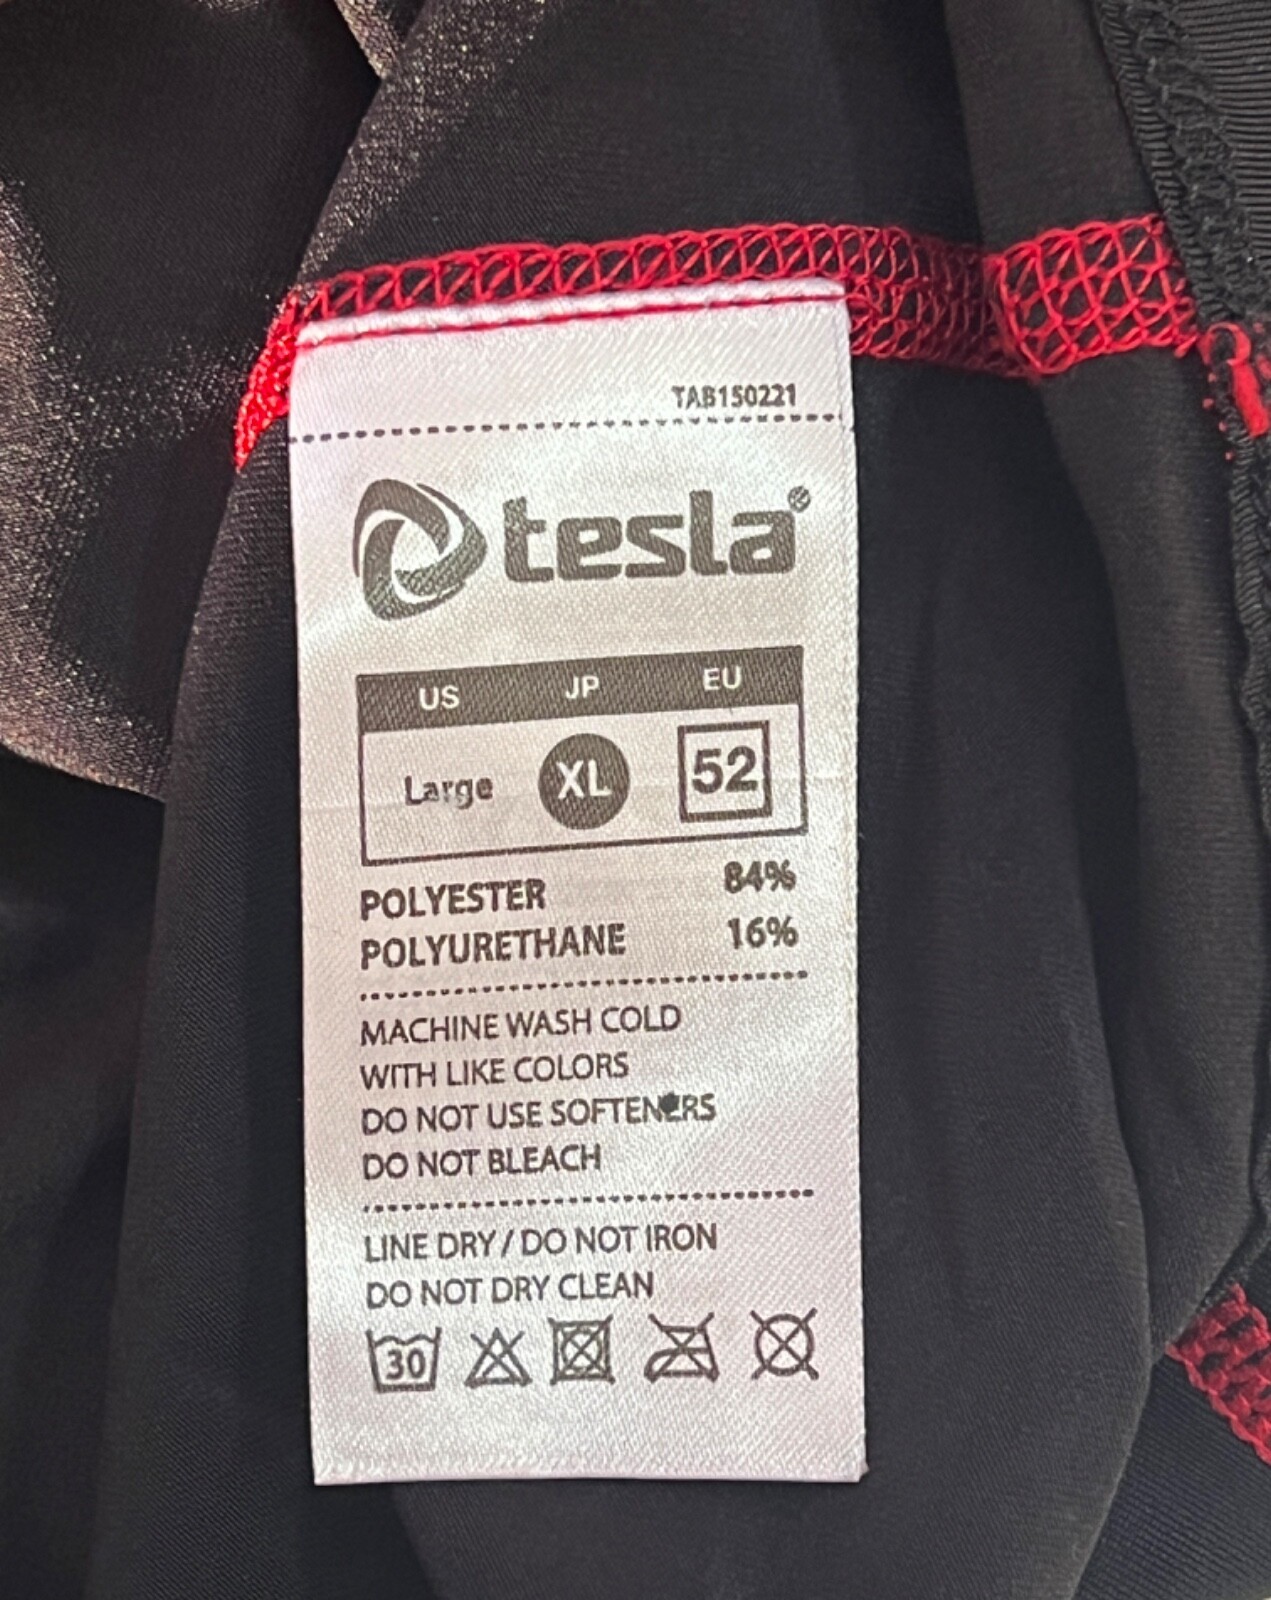 TAB150221
tesla®
US JP EU
Large XL 52
POLYESTER 84%
POLYURETHANE 16%
MACHINE WASH COLD
WITH LIKE COLORS
DO NOT USE SOFTENERS
DO NOT BLEACH
LINE DRY / DO NOT IRON
DO NOT DRY CLEAN
30